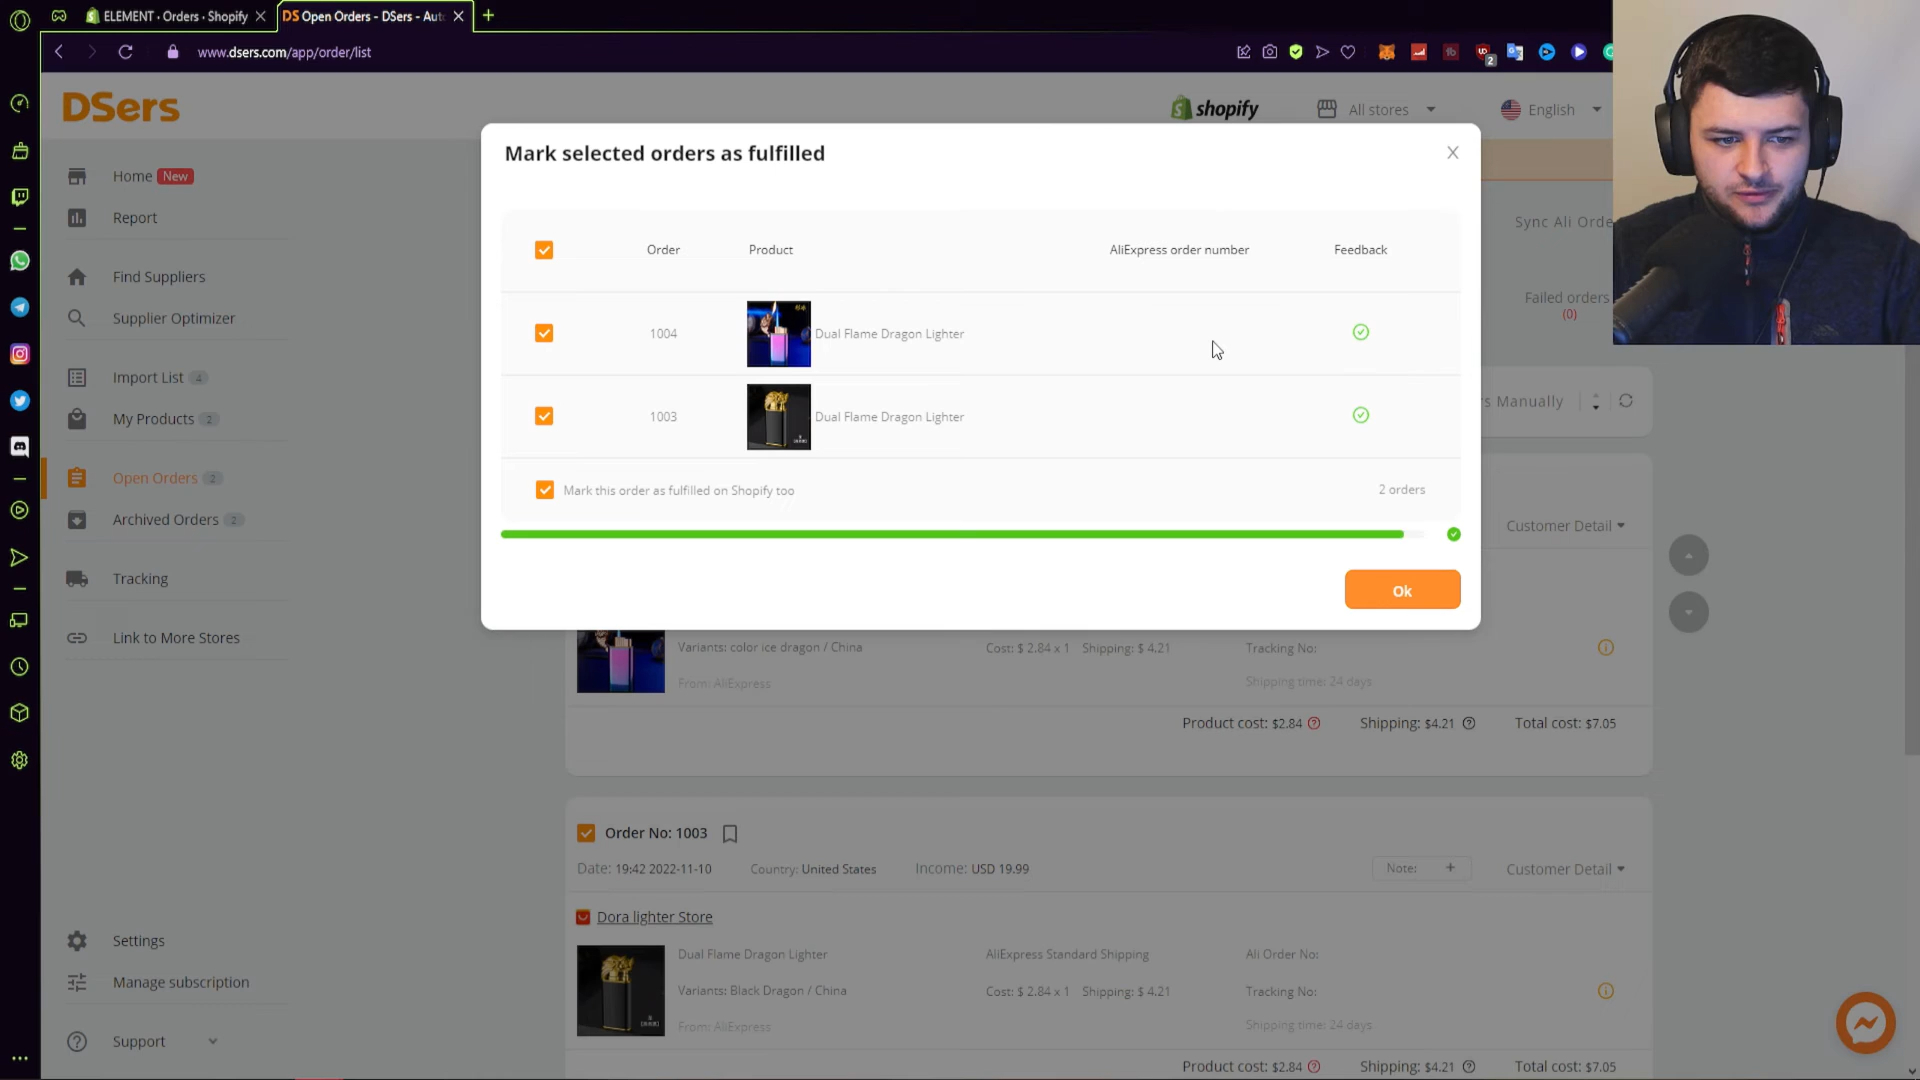 ELEMENT · Orders · Shopify
DS Open Orders - DSers - Aut
www.dsers.com/app/order/list
2
DSers
shopify
All stores
English
Home New
Report
Find Suppliers
Supplier Optimizer
Import List 4
My Products 2
Open Orders 2
Archived Orders 2
Tracking
Link to More Stores
Settings
Manage subscription
Support
Sync Ali Orde
Failed orders
(0)
rs Manually
Mark selected orders as fulfilled
Order Product AliExpress order number Feedback
1004 Dual Flame Dragon Lighter
1003 Dual Flame Dragon Lighter
Mark this order as fulfilled on Shopify too 2 orders
Ok
Customer Detail
Variants: color ice dragon / China Cost: $ 2.84 x 1 Shipping: $ 4.21 Tracking No:
From: AliExpress Shipping time: 24 days
Product cost: $2.84 Shipping: $4.21 Total cost: $7.05
Order No: 1003
Date: 19:42 2022-11-10 Country: United States Income: USD 19.99 Note: + Customer Detail
Dora lighter Store
Dual Flame Dragon Lighter AliExpress Standard Shipping Ali Order No:
Variants: Black Dragon / China Cost: $ 2.84 x 1 Shipping: $ 4.21 Tracking No:
From: AliExpress Shipping time: 24 days
Product cost: $2.84 Shipping: $4.21 Total cost: $7.05